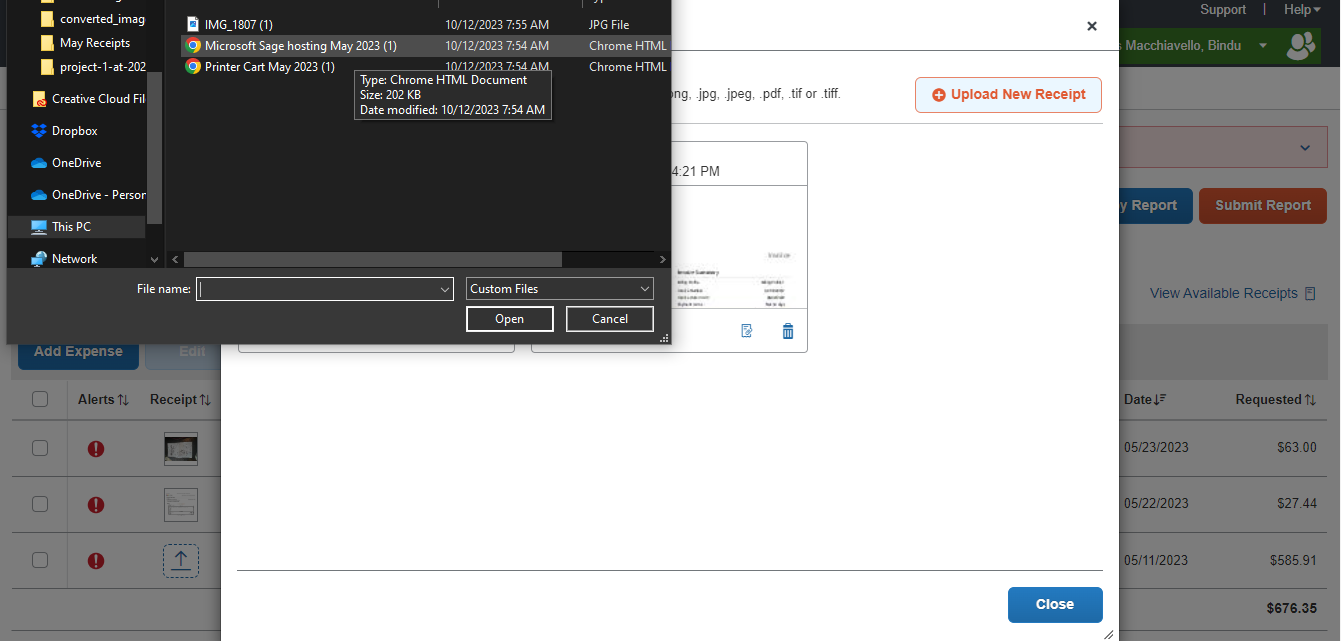 Support | Help
s Macchiavello, Bindu
converted_imag
May Receipts
project-1-at-202
Creative Cloud Fil
Dropbox
OneDrive
OneDrive - Person
This PC
Network
IMG_1807 (1) 10/12/2023 7:55 AM JPG File
Microsoft Sage hosting May 2023 (1) 10/12/2023 7:54 AM Chrome HTML
Printer Cart May 2023 (1) 10/12/2023 7:54 AM Chrome HTML
Type: Chrome HTML Document
Size: 202 KB
Date modified: 10/12/2023 7:54 AM
File name: Custom Files
Open Cancel
png, .jpg, .jpeg, .pdf, .tif or .tiff.
Upload New Receipt
4:21 PM
Invoice
y Report Submit Report
View Available Receipts
Add Expense Edit
Alerts Receipt Date Requested
05/23/2023 $63.00
05/22/2023 $27.44
05/11/2023 $585.91
$676.35
Close